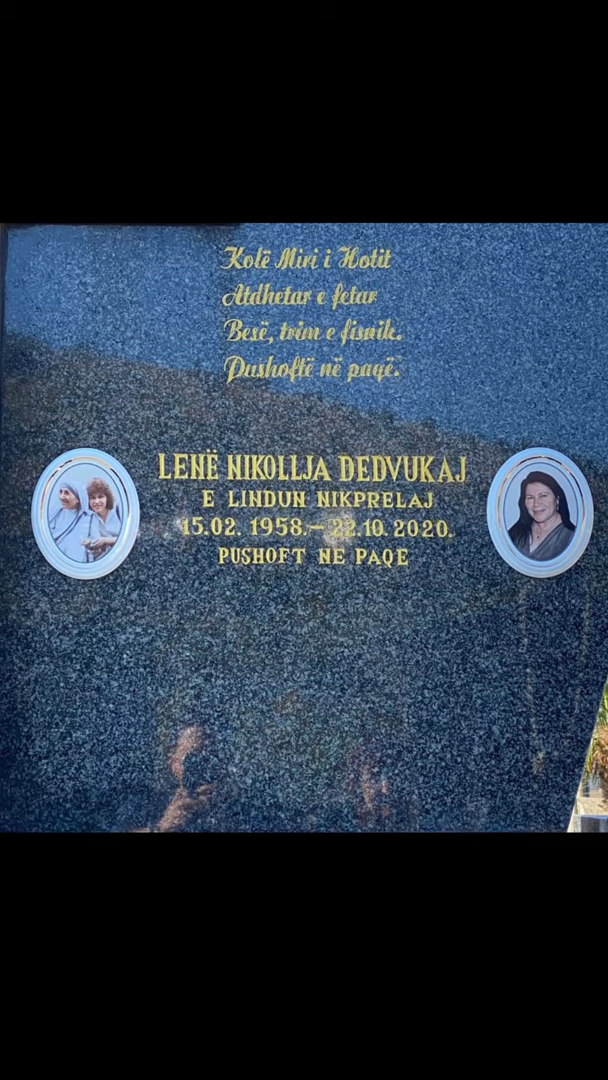 Kolë Miri i Hotit
Atdhetar e fetar
Besë, trim e fisnik.
Pushoftë në paqë.
LENË NIKOLLJA DEDVUKAJ
E LINDUN NIKPRELAJ
15.02. 1958.– 22.10. 2020.
PUSHOFT NE PAQE